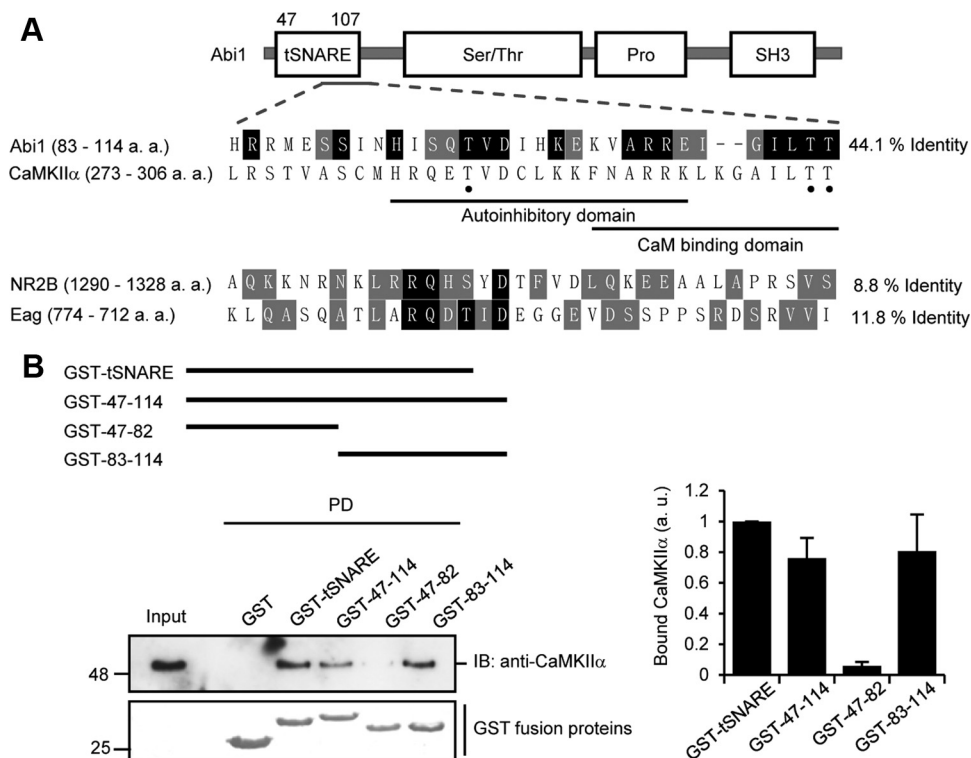 A
47 107
Abi1 tSNARE Ser/Thr Pro SH3
Abi1 (83 - 114 a. a.) H R R M E S S I N H I S Q T V D I H K E K V A R R E I - - G I L T T 44.1 % Identity
CaMKIIα (273 - 306 a. a.) L R S T V A S C M H R Q E T V D C L K K F N A R R K L K G A I L T T
Autoinhibitory domain
CaM binding domain
NR2B (1290 - 1328 a. a.) A Q K K N R N K L R R Q H S Y D T F V D L Q K E E A A L A P R S V S 8.8 % Identity
Eag (774 - 712 a. a.) K L Q A S Q A T L A R Q D T I D E G G E V D S S P P S R D S R V V I 11.8 % Identity
B
GST-tSNARE
GST-47-114
GST-47-82
GST-83-114
PD
Input GST GST-tSNARE GST-47-114 GST-47-82 GST-83-114
48 IB: anti-CaMKIIα
25 GST fusion proteins
Bound CaMKIIα (a. u.)
1.2
1
0.8
0.6
0.4
0.2
0
GST-tSNARE GST-47-114 GST-47-82 GST-83-114